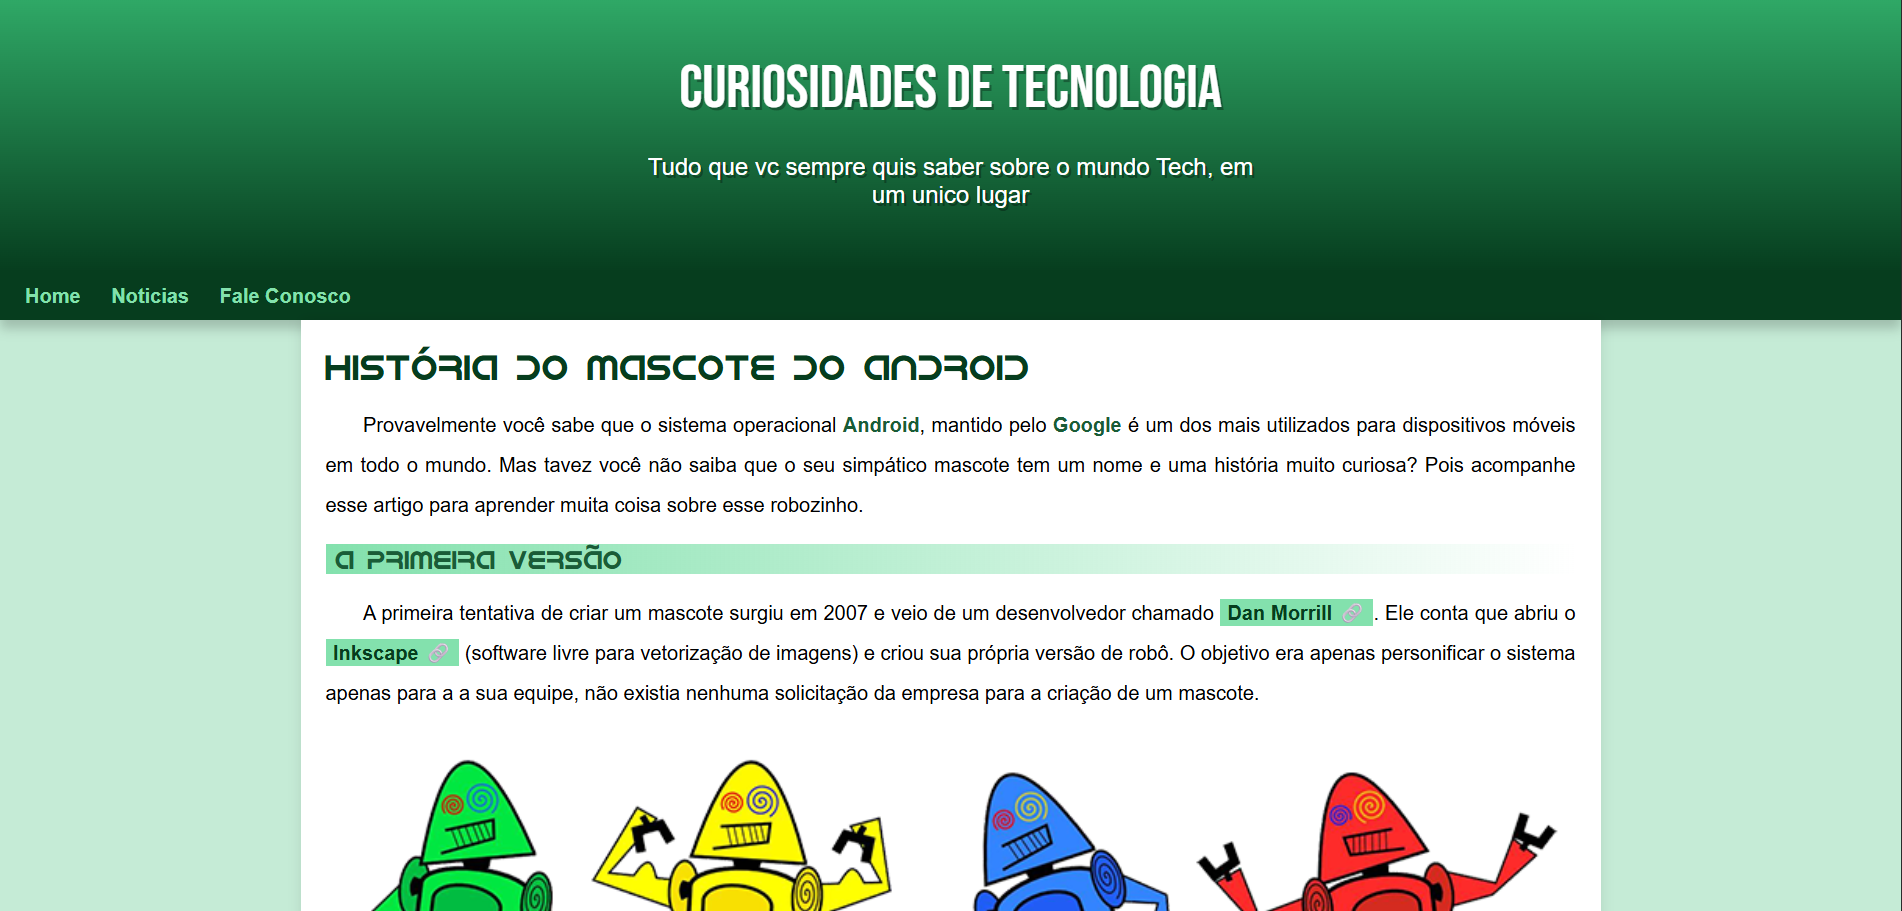 CURIOSIDADES DE TECNOLOGIA
Tudo que vc sempre quis saber sobre o mundo Tech, em
um unico lugar
Home Noticias Fale Conosco
HISTÓRIA DO MASCOTE DO ANDROID
Provavelmente você sabe que o sistema operacional Android, mantido pelo Google é um dos mais utilizados para dispositivos móveis
em todo o mundo. Mas tavez você não saiba que o seu simpático mascote tem um nome e uma história muito curiosa? Pois acompanhe
esse artigo para aprender muita coisa sobre esse robozinho.
A PRIMEIRA VERSÃO
A primeira tentativa de criar um mascote surgiu em 2007 e veio de um desenvolvedor chamado Dan Morrill 🔗. Ele conta que abriu o
Inkscape 🔗 (software livre para vetorização de imagens) e criou sua própria versão de robô. O objetivo era apenas personificar o sistema
apenas para a a sua equipe, não existia nenhuma solicitação da empresa para a criação de um mascote.